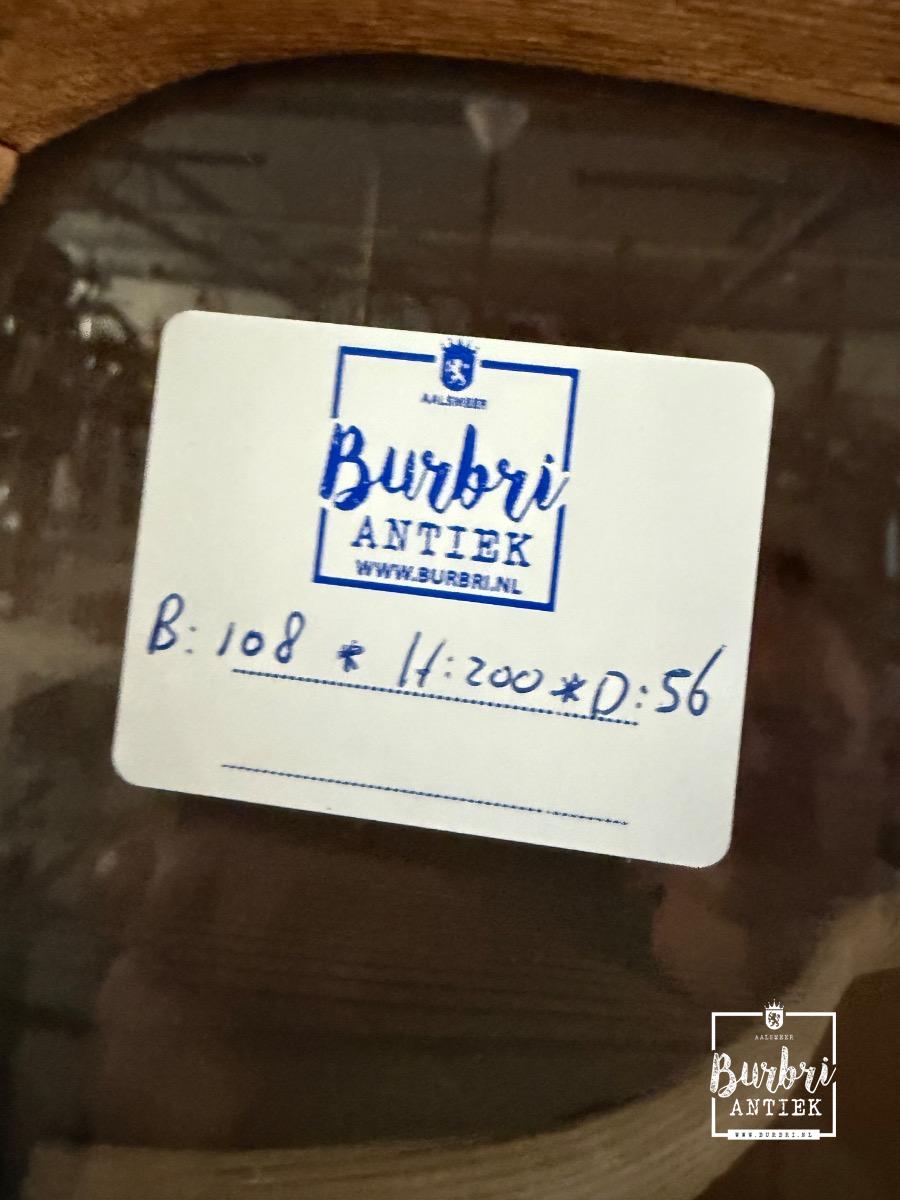 AALSMEER
Burbri
ANTIEK
WWW.BURBRI.NL
B: 108 * H: 200 * D: 56
AALSMEER
Burbri
ANTIEK
WWW.BURBRI.NL